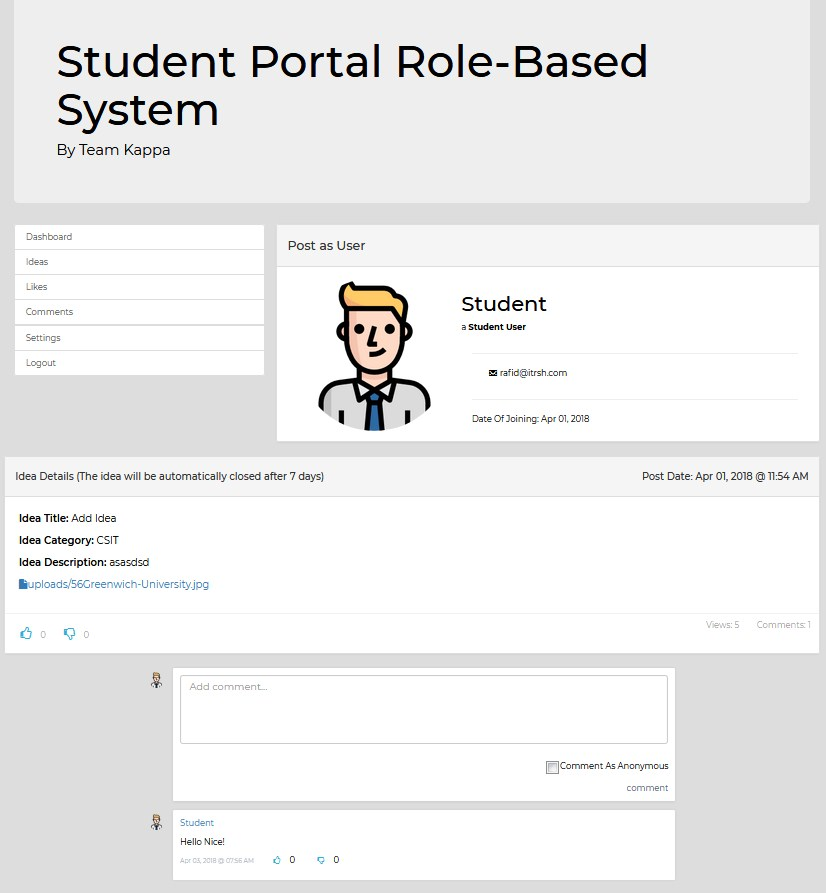 Student Portal Role-Based
System
By Team Kappa
Dashboard
Ideas
Likes
Comments
Settings
Logout
Post as User
Student
a Student User
rafid@itrsh.com
Date Of Joining: Apr 01, 2018
Idea Details (The idea will be automatically closed after 7 days) Post Date: Apr 01, 2018 @ 11:54 AM
Idea Title: Add Idea
Idea Category: CSIT
Idea Description: asasdsd
uploads/56Greenwich-University.jpg
0 0 Views: 5 Comments: 1
Add comment...
Comment As Anonymous
comment
Student
Hello Nice!
Apr 03, 2018 @ 07:56 AM 0 0